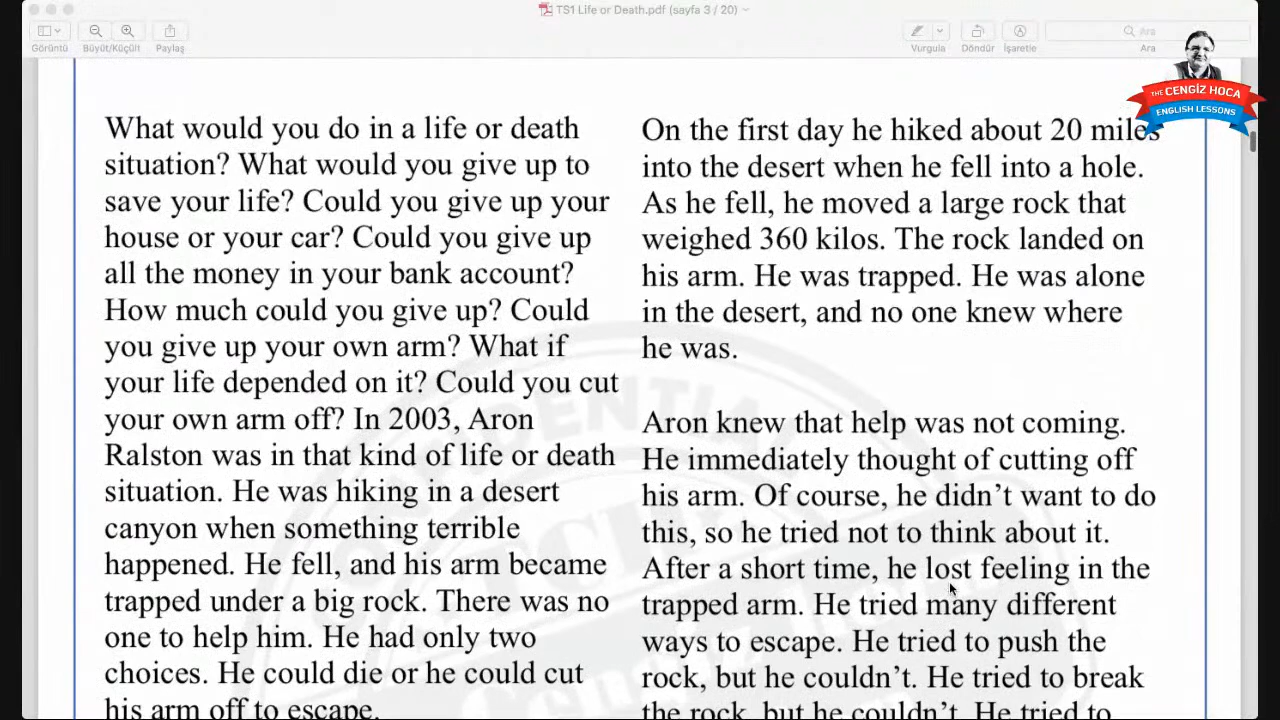 TS1 Life or Death.pdf (sayfa 3 / 20)
Görüntü
Büyüt/Küçült
Paylaş
Vurgula
Döndür
İşaretle
Ara
Ara
THE CENGİZ HOCA
ENGLISH LESSONS
What would you do in a life or death
situation? What would you give up to
save your life? Could you give up your
house or your car? Could you give up
all the money in your bank account?
How much could you give up? Could
you give up your own arm? What if
your life depended on it? Could you cut
your own arm off? In 2003, Aron
Ralston was in that kind of life or death
situation. He was hiking in a desert
canyon when something terrible
happened. He fell, and his arm became
trapped under a big rock. There was no
one to help him. He had only two
choices. He could die or he could cut
his arm off to escape.
On the first day he hiked about 20 miles
into the desert when he fell into a hole.
As he fell, he moved a large rock that
weighed 360 kilos. The rock landed on
his arm. He was trapped. He was alone
in the desert, and no one knew where
he was.
Aron knew that help was not coming.
He immediately thought of cutting off
his arm. Of course, he didn't want to do
this, so he tried not to think about it.
After a short time, he lost feeling in the
trapped arm. He tried many different
ways to escape. He tried to push the
rock, but he couldn't. He tried to break
the rock, but he couldn't. He tried to